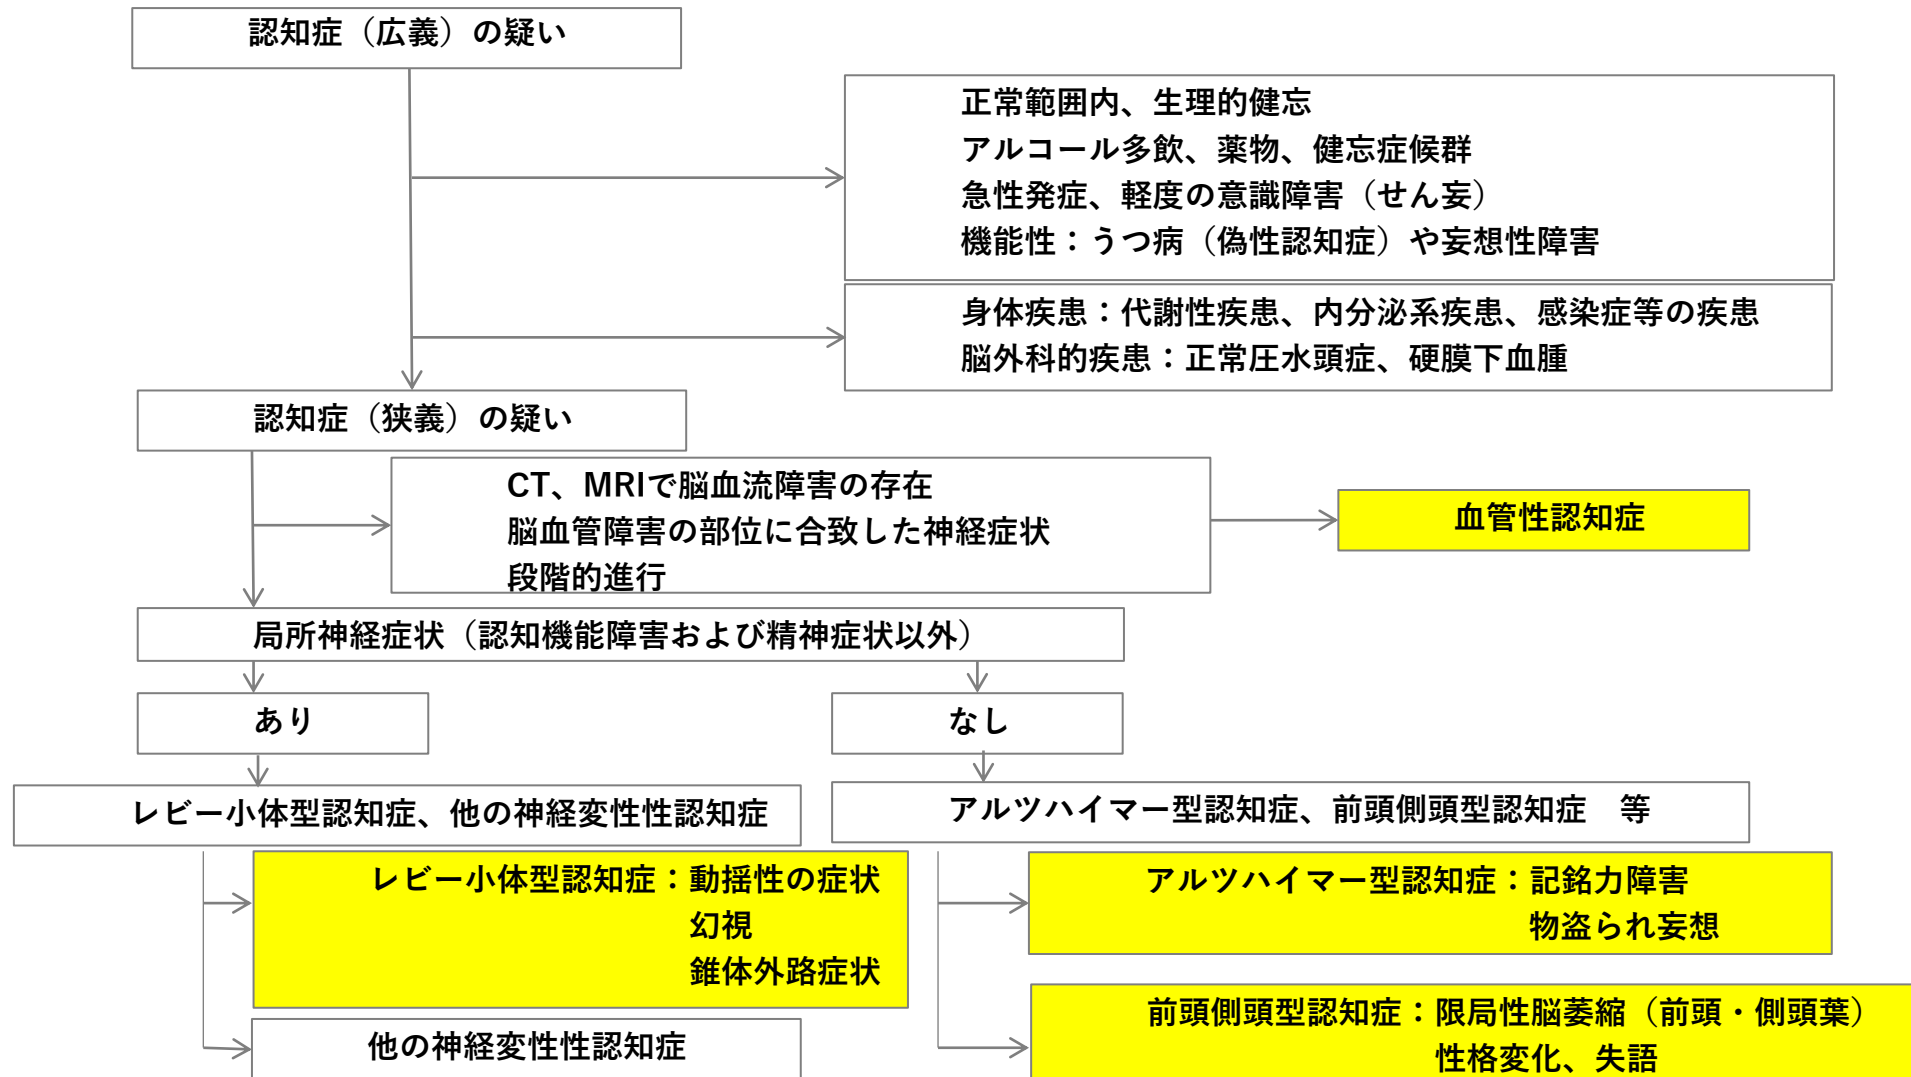 認知症（広義）の疑い
正常範囲内、生理的健忘
アルコール多飲、薬物、健忘症候群
急性発症、軽度の意識障害（せん妄）
機能性：うつ病（偽性認知症）や妄想性障害
身体疾患：代謝性疾患、内分泌系疾患、感染症等の疾患
脳外科的疾患：正常圧水頭症、硬膜下血腫
認知症（狭義）の疑い
CT、MRIで脳血流障害の存在
脳血管障害の部位に合致した神経症状
段階的進行
血管性認知症
局所神経症状（認知機能障害および精神症状以外）
あり
なし
レビー小体型認知症、他の神経変性性認知症
アルツハイマー型認知症、前頭側頭型認知症　等
レビー小体型認知症：動揺性の症状
幻視
錐体外路症状
アルツハイマー型認知症：記銘力障害
物盗られ妄想
他の神経変性性認知症
前頭側頭型認知症：限局性脳萎縮（前頭・側頭葉）
性格変化、失語